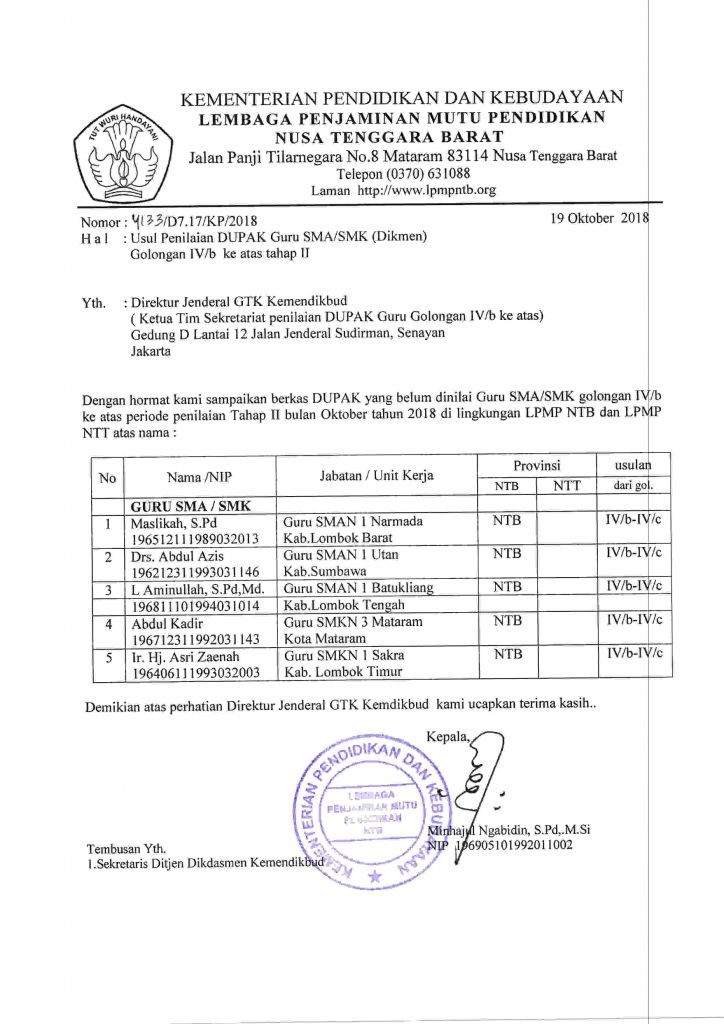 TUT WURI HANDAYANI
KEMENTERIAN PENDIDIKAN DAN KEBUDAYAAN
LEMBAGA PENJAMINAN MUTU PENDIDIKAN
NUSA TENGGARA BARAT
Jalan Panji Tilarnegara No.8 Mataram 83114 Nusa Tenggara Barat
Telepon (0370) 631088
Laman http://www.lpmpntb.org
Nomor : 4133/D7.17/KP/2018 19 Oktober 2018
H a l : Usul Penilaian DUPAK Guru SMA/SMK (Dikmen)
Golongan IV/b ke atas tahap II
Yth. : Direktur Jenderal GTK Kemendikbud
( Ketua Tim Sekretariat penilaian DUPAK Guru Golongan IV/b ke atas)
Gedung D Lantai 12 Jalan Jenderal Sudirman, Senayan
Jakarta
Dengan hormat kami sampaikan berkas DUPAK yang belum dinilai Guru SMA/SMK golongan IV/b
ke atas periode penilaian Tahap II bulan Oktober tahun 2018 di lingkungan LPMP NTB dan LPMP
NTT atas nama :
No Nama /NIP Jabatan / Unit Kerja Provinsi usulan
NTB NTT dari gol.
GURU SMA / SMK
1 Maslikah, S.Pd Guru SMAN 1 Narmada NTB IV/b-IV/c
196512111989032013 Kab.Lombok Barat
2 Drs. Abdul Azis Guru SMAN 1 Utan NTB IV/b-IV/c
196212311993031146 Kab.Sumbawa
3 L Aminullah, S.Pd,Md. Guru SMAN 1 Batukliang NTB IV/b-IV/c
196811101994031014 Kab.Lombok Tengah
4 Abdul Kadir Guru SMKN 3 Mataram NTB IV/b-IV/c
196712311992031143 Kota Mataram
5 Ir. Hj. Asri Zaenah Guru SMKN 1 Sakra NTB IV/b-IV/c
196406111993032003 Kab. Lombok Timur
Demikian atas perhatian Direktur Jenderal GTK Kemdikbud kami ucapkan terima kasih..
Kepala,
KEMENTERIAN PENDIDIKAN DAN KEBUDAYAAN
LEMBAGA
PENJAMINAN MUTU
PENDIDIKAN
NTB
Minhajul Ngabidin, S.Pd,.M.Si
NIP 196905101992011002
Tembusan Yth.
1.Sekretaris Ditjen Dikdasmen Kemendikbud